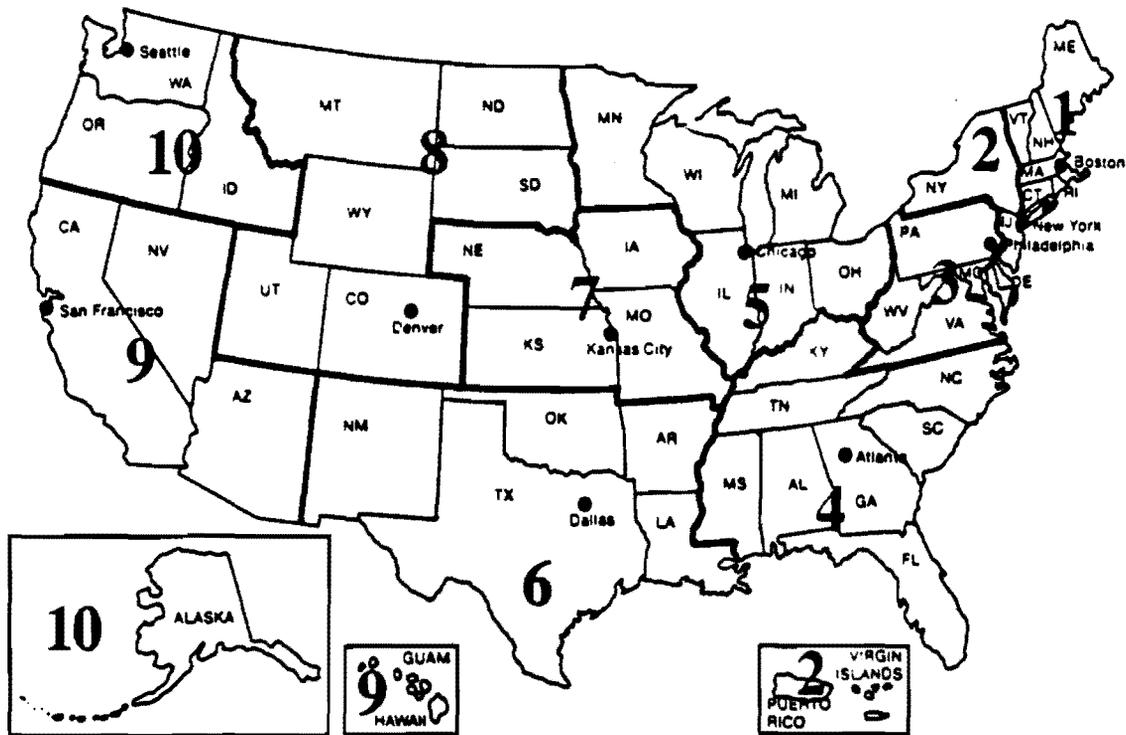 Seattle
WA
OR
10
ID
MT
8
ND
SD
WY
MN
WI
MI
ME
1
VT
NH
2
NY
MA
Boston
CT
RI
New York
PA
NJ
Philadelphia
CA
NV
San Francisco
9
UT
CO
Denver
NE
7
IA
KS
MO
Kansas City
Chicago
IL
5
IN
OH
KY
WV
3
DE
VA
AZ
NM
OK
AR
TN
NC
SC
TX
Dallas
LA
MS
AL
Atlanta
GA
4
FL
6
10
ALASKA
GUAM
9
HAWAII
2
VIRGIN
ISLANDS
PUERTO
RICO